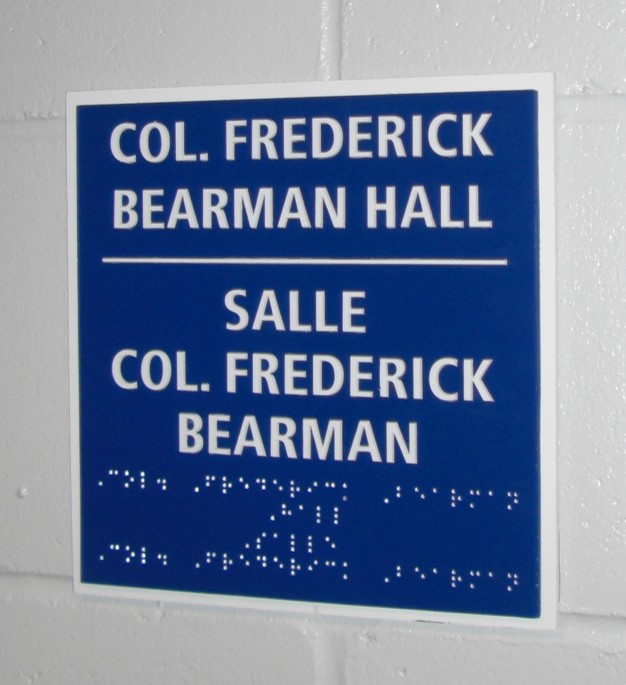 COL. FREDERICK
BEARMAN HALL
SALLE
COL. FREDERICK
BEARMAN
⠠⠉⠕⠇⠲ ⠠⠋⠗⠑⠙⠑⠗⠊⠉⠅ ⠠⠃⠑⠁⠗⠍⠁⠝
⠠⠓⠁⠇⠇
⠠⠎⠁⠇⠇⠑
⠠⠉⠕⠇⠲ ⠠⠋⠗⠑⠙⠑⠗⠊⠉⠅ ⠠⠃⠑⠁⠗⠍⠁⠝